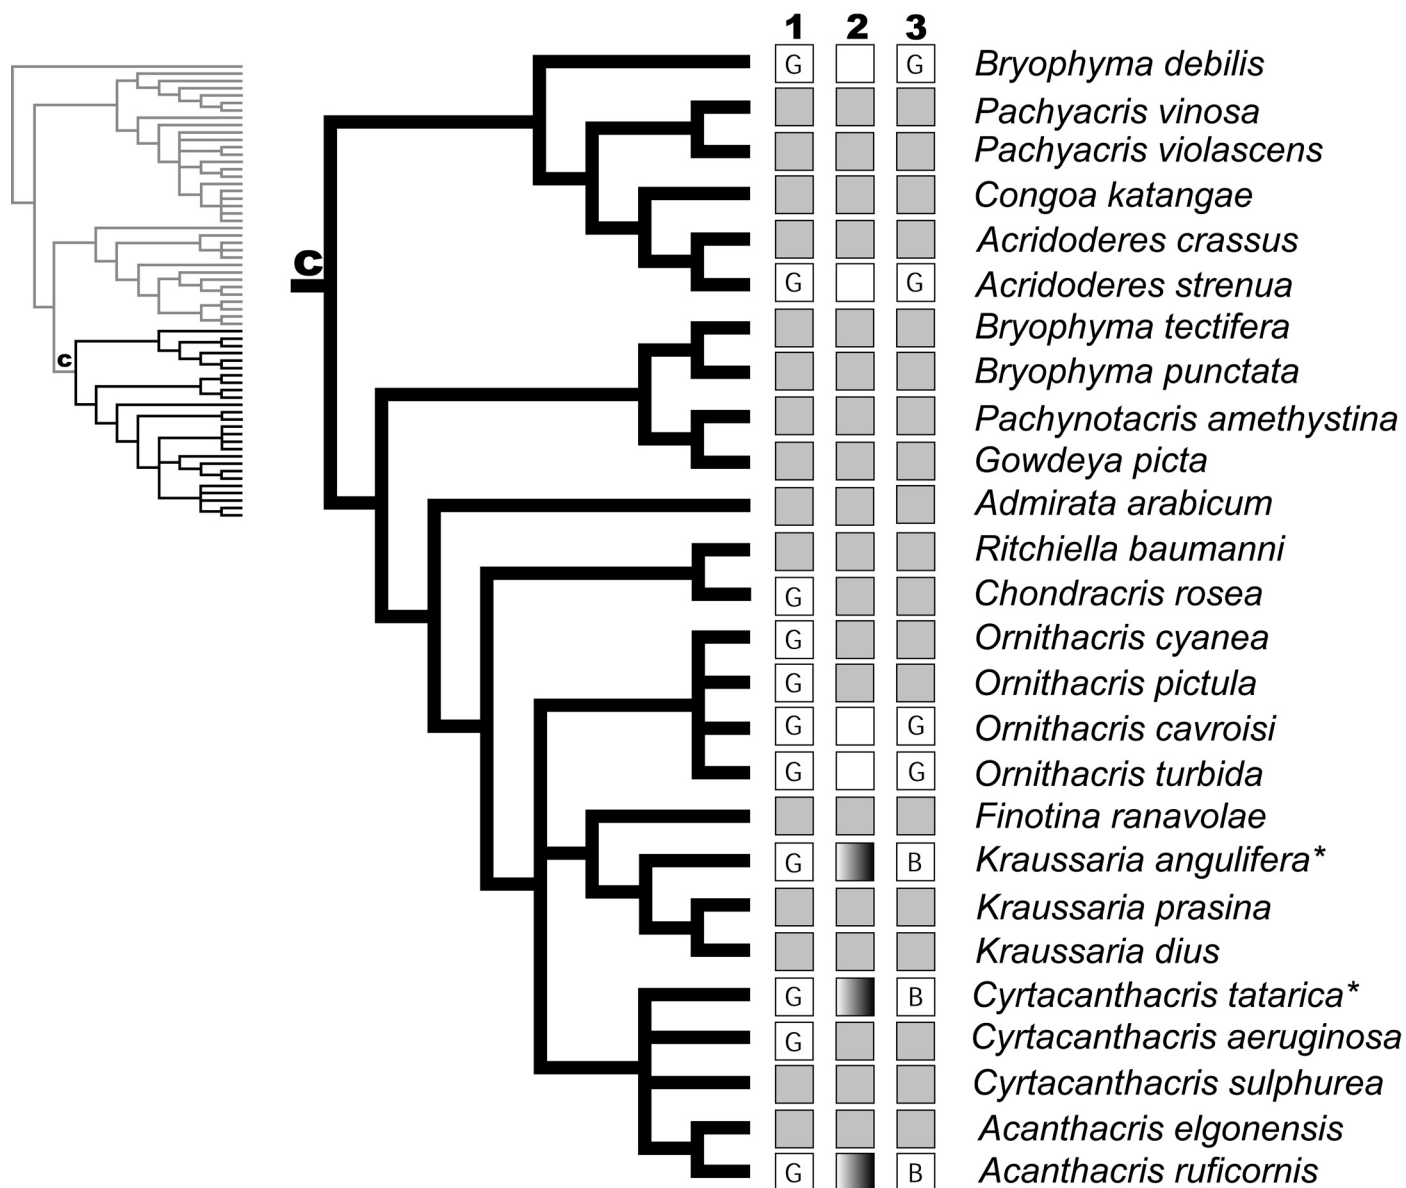 1 2 3
G G Bryophyma debilis
Pachyacris vinosa
Pachyacris violascens
Congoa katangae
Acridoderes crassus
C
G G Acridoderes strenua
Bryophyma tectifera
Bryophyma punctata
c
Pachynotacris amethystina
Gowdeya picta
Admirata arabicum
Ritchiella baumanni
G Chondracris rosea
G Ornithacris cyanea
G Ornithacris pictula
G G Ornithacris cavroisi
G G Ornithacris turbida
Finotina ranavolae
G B Kraussaria angulifera*
Kraussaria prasina
Kraussaria dius
G B Cyrtacanthacris tatarica*
G Cyrtacanthacris aeruginosa
Cyrtacanthacris sulphurea
Acanthacris elgonensis
G B Acanthacris ruficornis